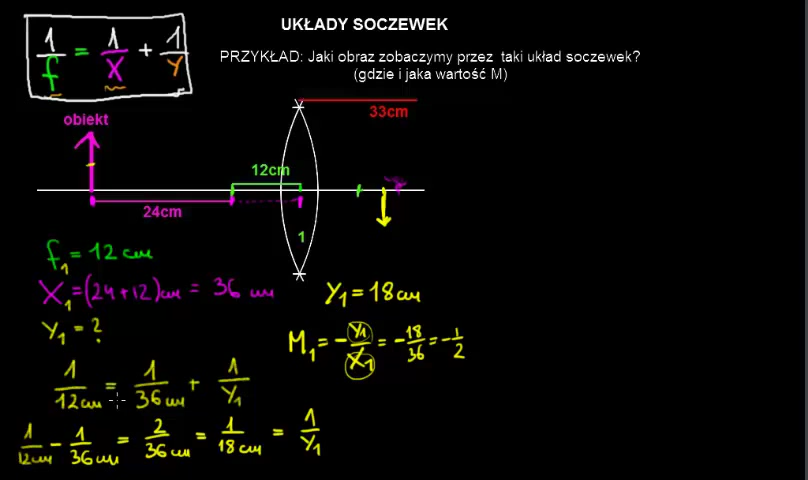 UKŁADY SOCZEWEK
1/f = 1/X + 1/Y
PRZYKŁAD: Jaki obraz zobaczymy przez taki układ soczewek?
(gdzie i jaka wartość M)
obiekt
33cm
12cm
24cm
1
f₁ = 12 cm
X₁ = (24+12)cm = 36 cm
Y₁ = 18 cm
Y₁ = ?
M₁ = - Y₁/X₁ = - 18/36 = - 1/2
1/12cm = 1/36cm + 1/Y₁
1/12cm - 1/36cm = 2/36cm = 1/18cm = 1/Y₁